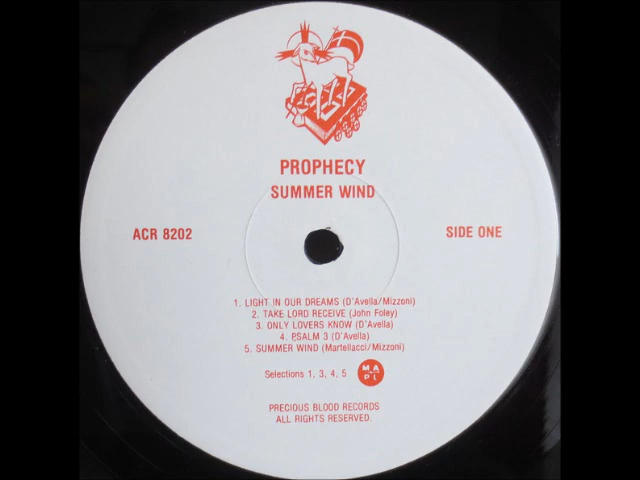 PROPHECY
SUMMER WIND
ACR 8202
SIDE ONE
1. LIGHT IN OUR DREAMS (D'Avella/Mizzoni)
2. TAKE LORD RECEIVE (John Foley)
3. ONLY LOVERS KNOW (D'Avella)
4. PSALM 3 (D'Avella)
5. SUMMER WIND (Martellacci/Mizzoni)
Selections 1, 3, 4, 5
M A
P L
PRECIOUS BLOOD RECORDS
ALL RIGHTS RESERVED.